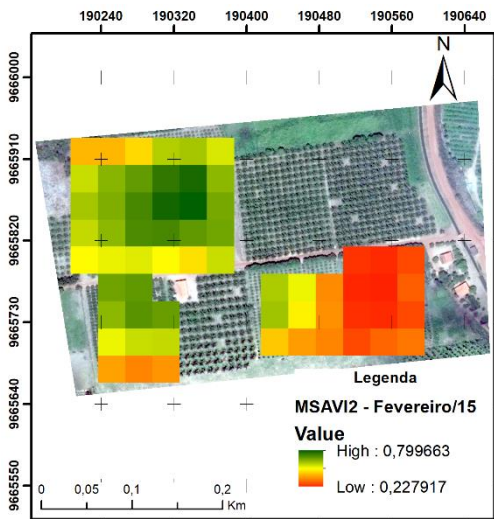 190240 190320 190400 190480 190560 190640
N
9666000
9665910
9665820
9665730
9665640
9665550
Legenda
MSAVI2 - Fevereiro/15
Value
High : 0,799663
Low : 0,227917
0 0,05 0,1 0,2
Km